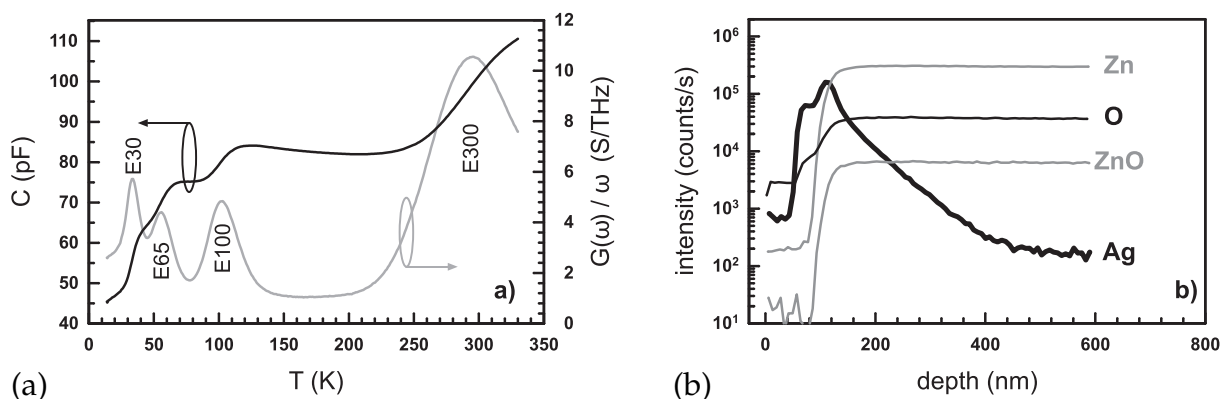 110
100
90
80
70
60
50
40
C (pF)
0
50
100
150
200
250
300
350
T (K)
12
10
8
6
4
2
0
G(ω) / ω (S/THz)
E30
E65
E100
E300
a)
(a)
10⁶
10⁵
10⁴
10³
10²
10¹
intensity (counts/s)
0
200
400
600
800
depth (nm)
Zn
O
ZnO
Ag
b)
(b)